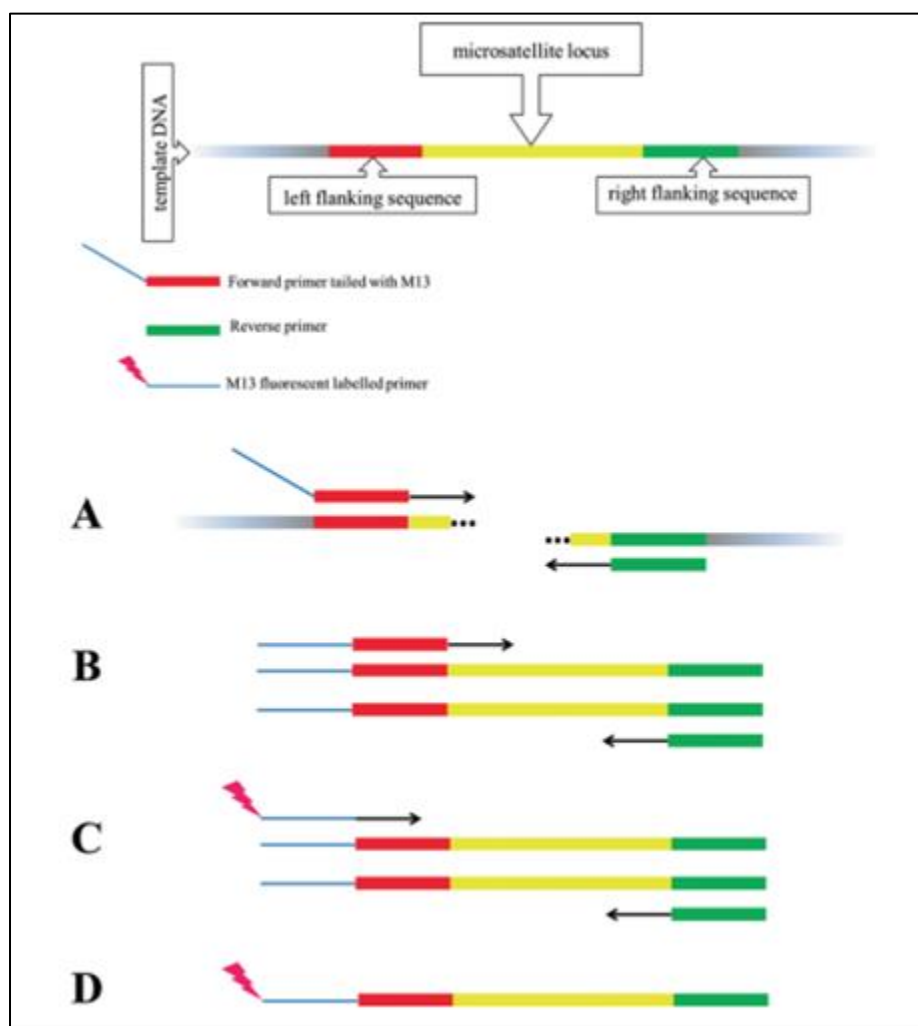 microsatellite locus
template DNA
left flanking sequence
right flanking sequence
Forward primer tailed with M13
Reverse primer
M13 fluorescent labelled primer
A
B
C
D